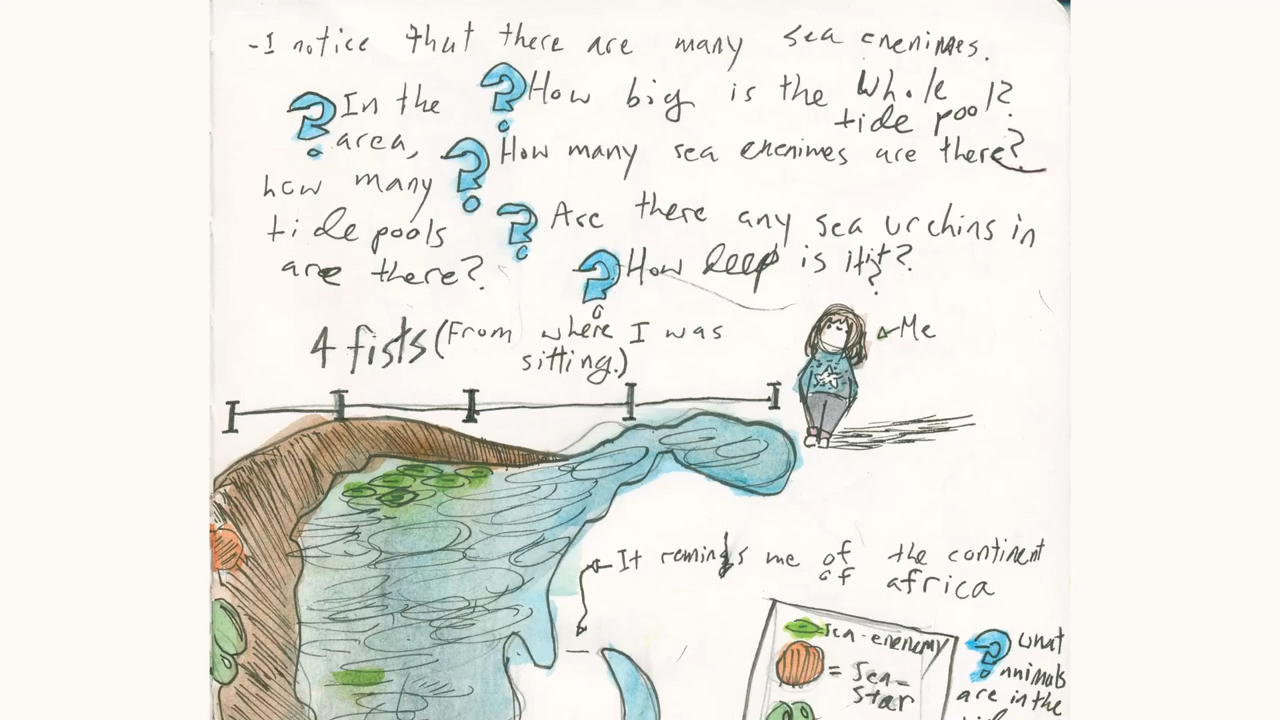 -I notice that there are many sea enenimes.
? In the
area,
how many
tide pools
are there?
? How big is the whole
tide pool?
? How many sea enenimes are there?
? Are there any sea urchins in
it?
? How deep is it?
4 fists (From where I was
sitting.)
Me
It reminds me of the continent
of africa
Sea-enenemy
= Sea-
Star
? what
animals
are in the